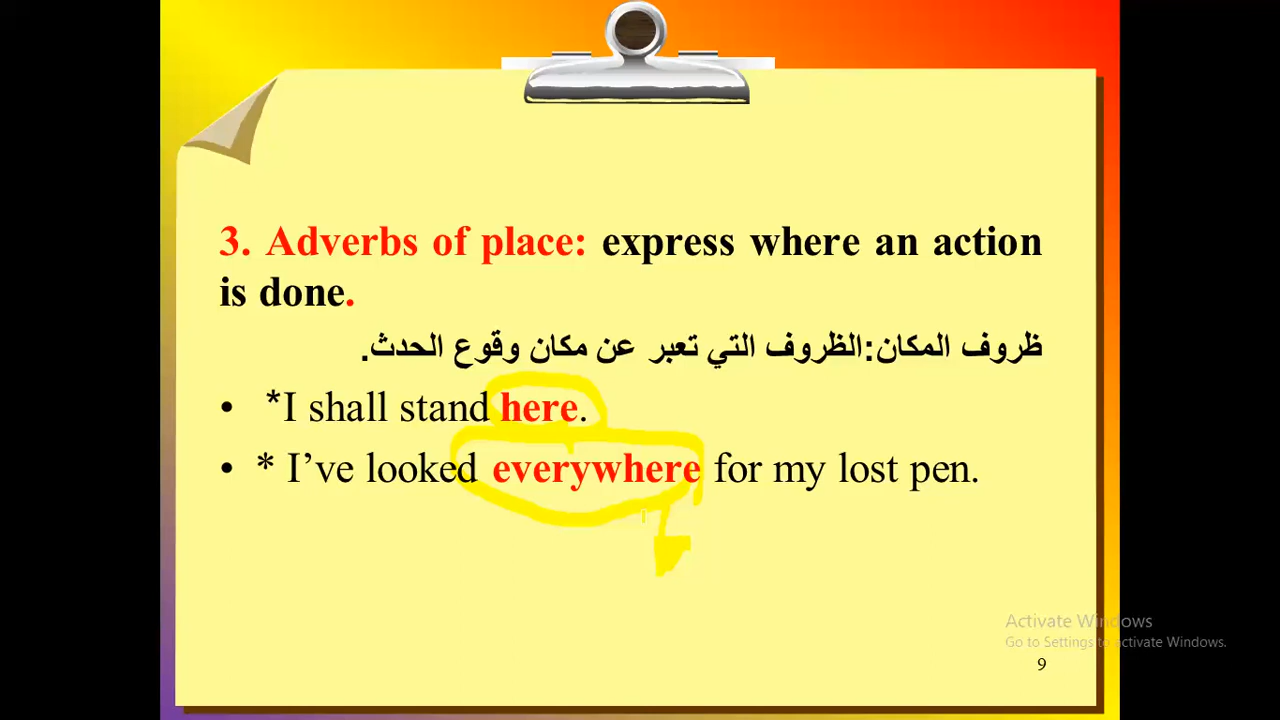 3. Adverbs of place: express where an action
is done.
ظروف المكان:الظروف التي تعبر عن مكان وقوع الحدث.
• *I shall stand here.
• * I’ve looked everywhere for my lost pen.
Activate Windows
Go to Settings to activate Windows.
9